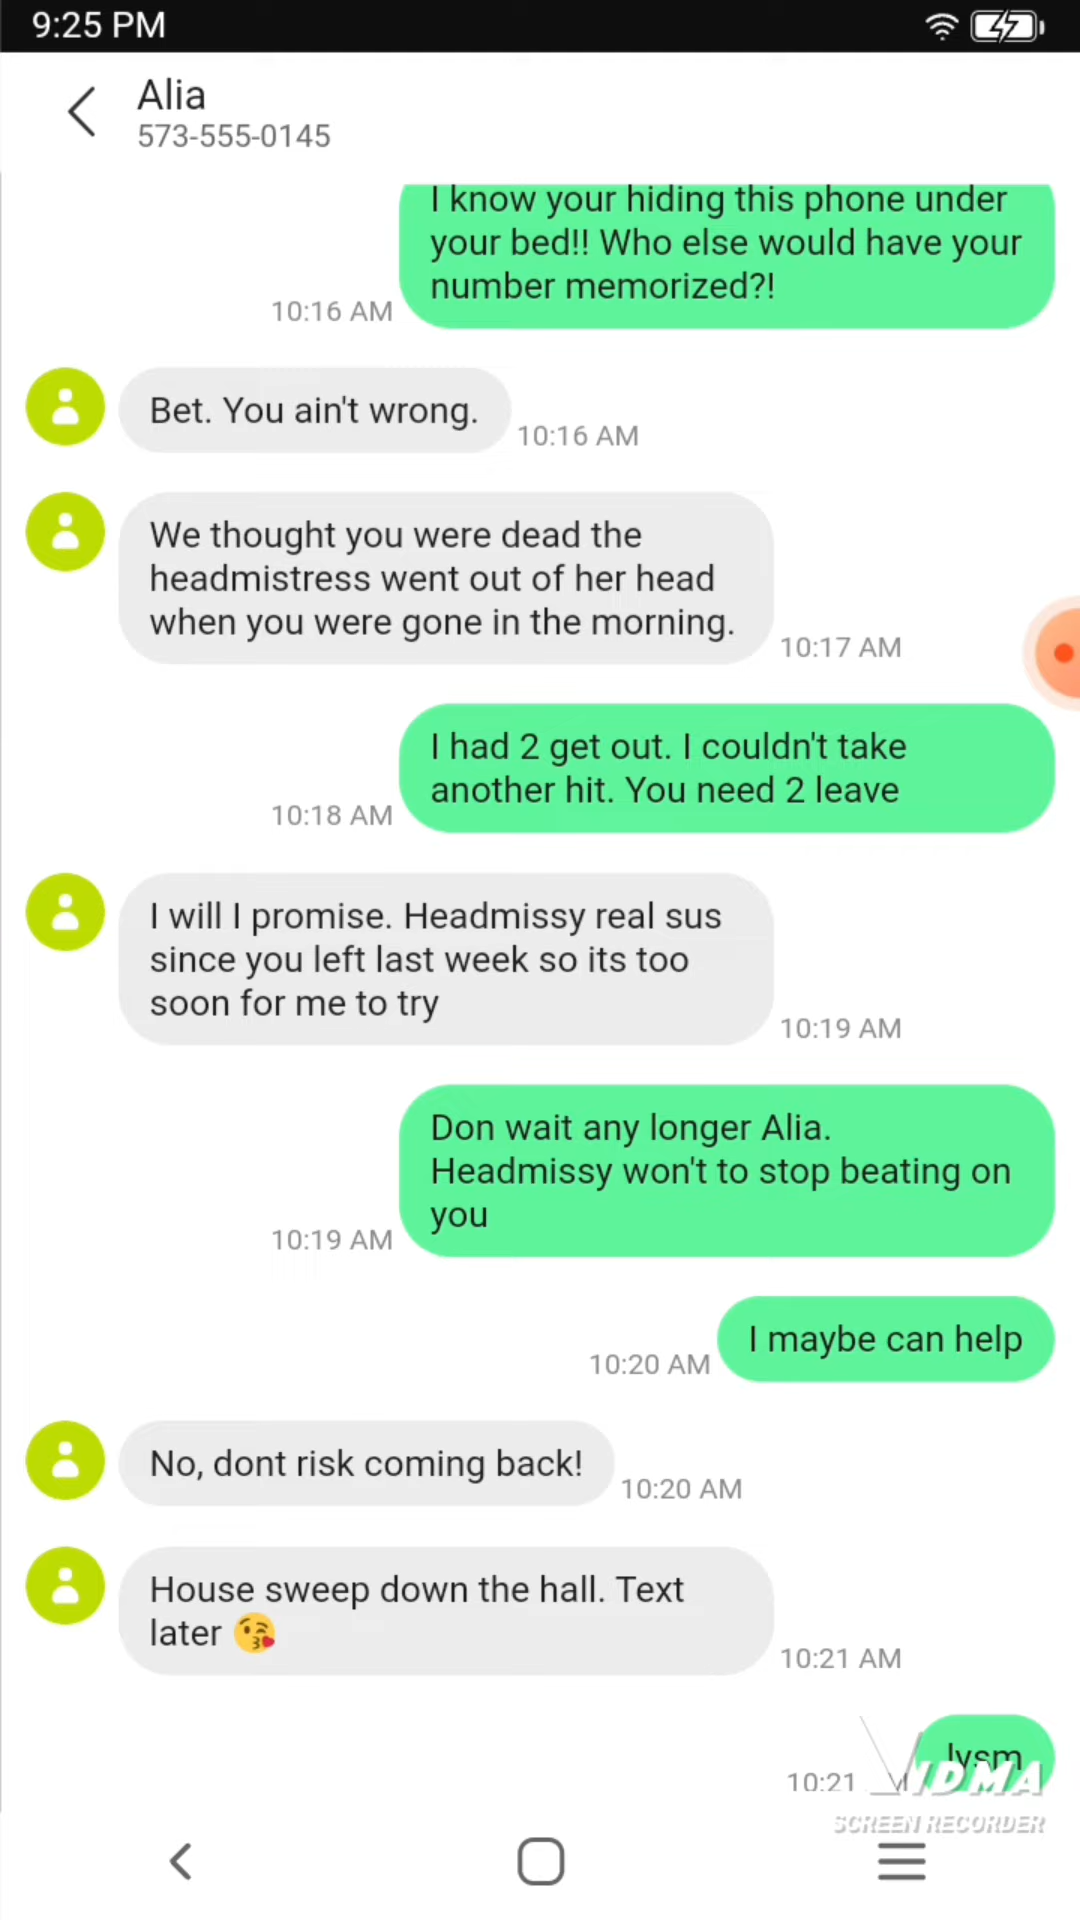 9:25 PM
Alia
573-555-0145
I know your hiding this phone under
your bed!! Who else would have your
number memorized?!
10:16 AM
Bet. You ain't wrong.
10:16 AM
We thought you were dead the
headmistress went out of her head
when you were gone in the morning.
10:17 AM
I had 2 get out. I couldn't take
another hit. You need 2 leave
10:18 AM
I will I promise. Headmissy real sus
since you left last week so its too
soon for me to try
10:19 AM
Don wait any longer Alia.
Headmissy won't to stop beating on
you
10:19 AM
I maybe can help
10:20 AM
No, dont risk coming back!
10:20 AM
House sweep down the hall. Text
later 😘
10:21 AM
lysm
10:21
VIDMA
SCREEN RECORDER